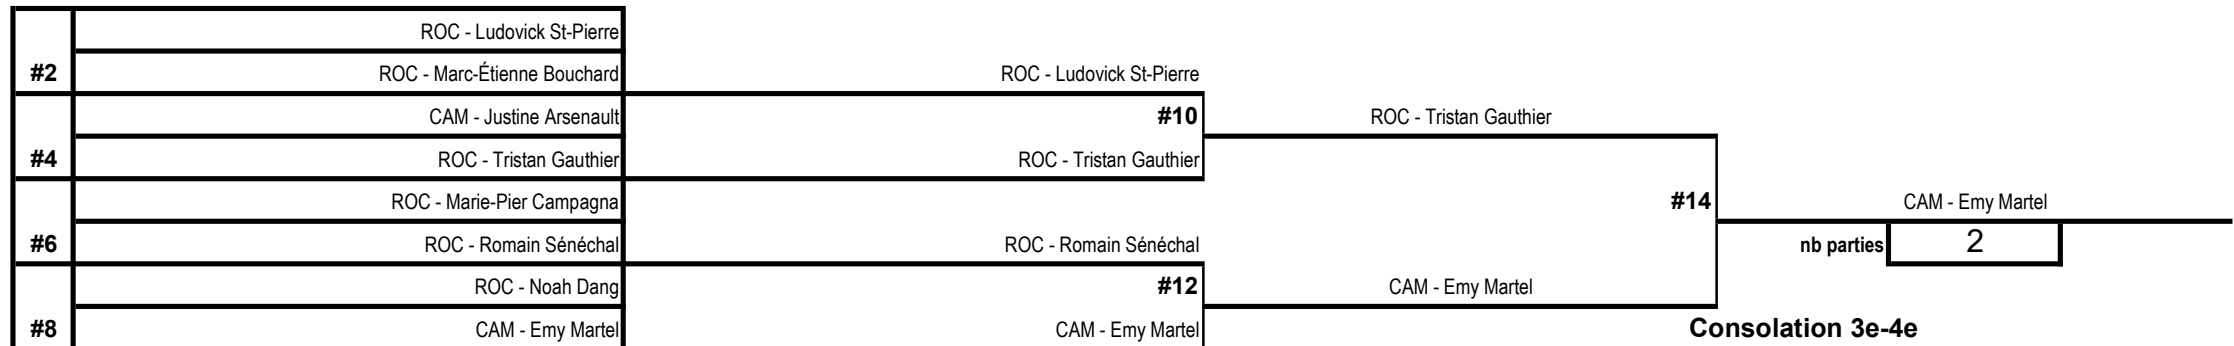 ROC - Ludovick St-Pierre
#2 ROC - Marc-Étienne Bouchard ROC - Ludovick St-Pierre
CAM - Justine Arsenault #10 ROC - Tristan Gauthier
#4 ROC - Tristan Gauthier ROC - Tristan Gauthier
ROC - Marie-Pier Campagna #14 CAM - Emy Martel
#6 ROC - Romain Sénéchal ROC - Romain Sénéchal nb parties 2
ROC - Noah Dang #12 CAM - Emy Martel
#8 CAM - Emy Martel CAM - Emy Martel Consolation 3e-4e